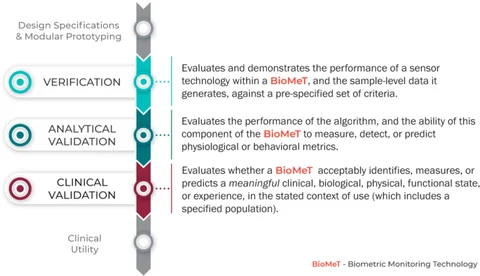 Design Specifications
& Modular Prototyping
VERIFICATION
Evaluates and demonstrates the performance of a sensor
technology within a BioMeT, and the sample-level data it
generates, against a pre-specified set of criteria.
ANALYTICAL
VALIDATION
Evaluates the performance of the algorithm, and the ability of this
component of the BioMeT to measure, detect, or predict
physiological or behavioral metrics.
CLINICAL
VALIDATION
Evaluates whether a BioMeT acceptably identifies, measures, or
predicts a meaningful clinical, biological, physical, functional state,
or experience, in the stated context of use (which includes a
specified population).
Clinical
Utility
BioMeT - Biometric Monitoring Technology